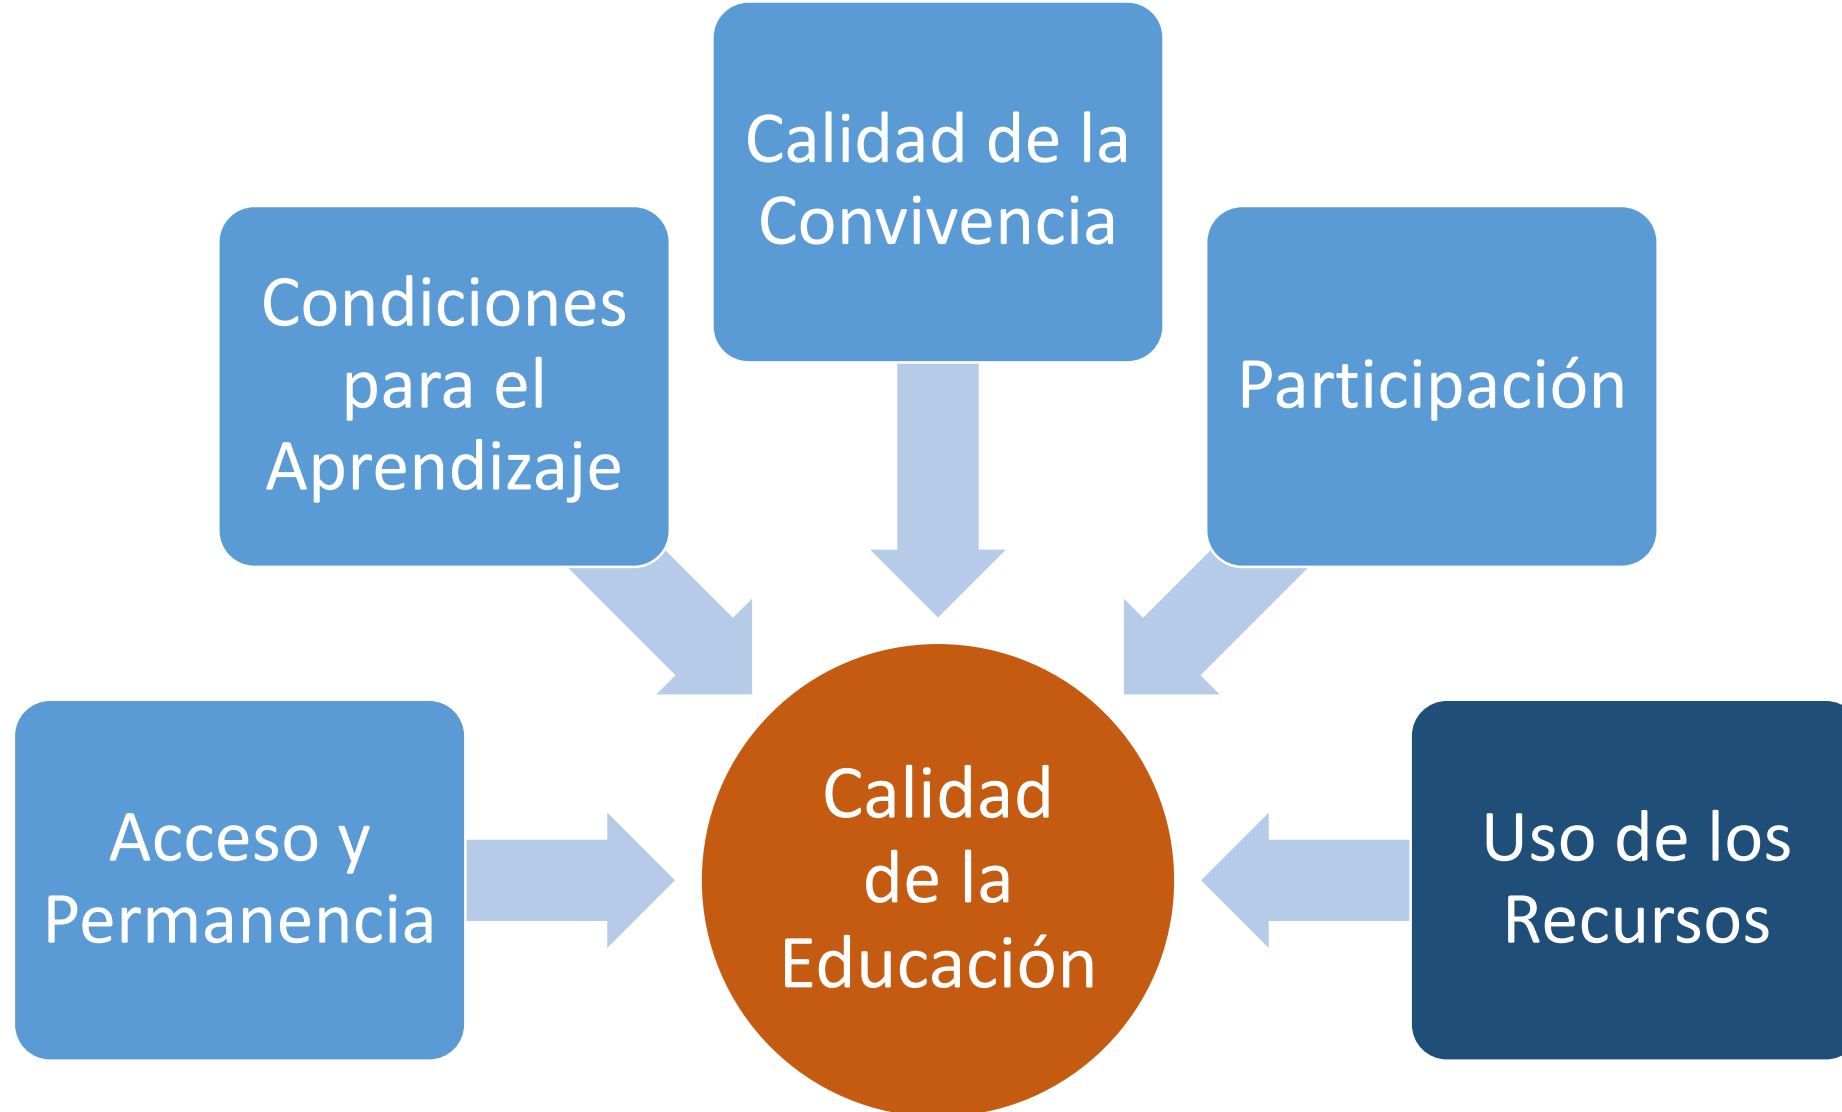 Calidad de la
Convivencia
Condiciones
para el
Aprendizaje
Participación
Acceso y
Permanencia
Calidad
de la
Educación
Uso de los
Recursos